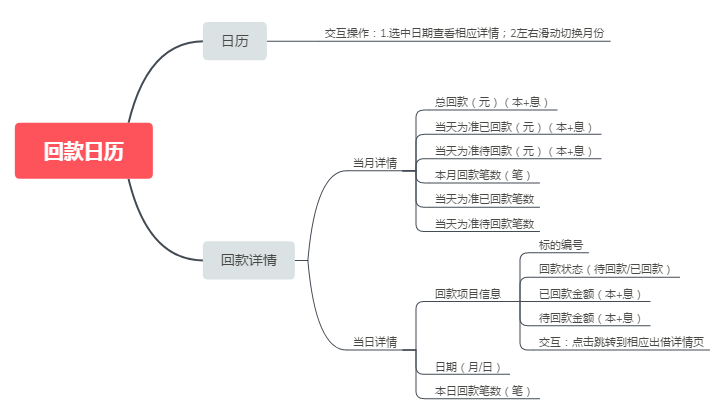 回款日历
日历
交互操作：1.选中日期查看相应详情；2左右滑动切换月份
回款详情
当月详情
总回款（元）（本+息）
当天为准已回款（元）（本+息）
当天为准待回款（元）（本+息）
本月回款笔数（笔）
当天为准已回款笔数
当天为准待回款笔数
当日详情
回款项目信息
标的编号
回款状态（待回款/已回款）
已回款金额（本+息）
待回款金额（本+息）
交互：点击跳转到相应出借详情页
日期（月/日）
本日回款笔数（笔）